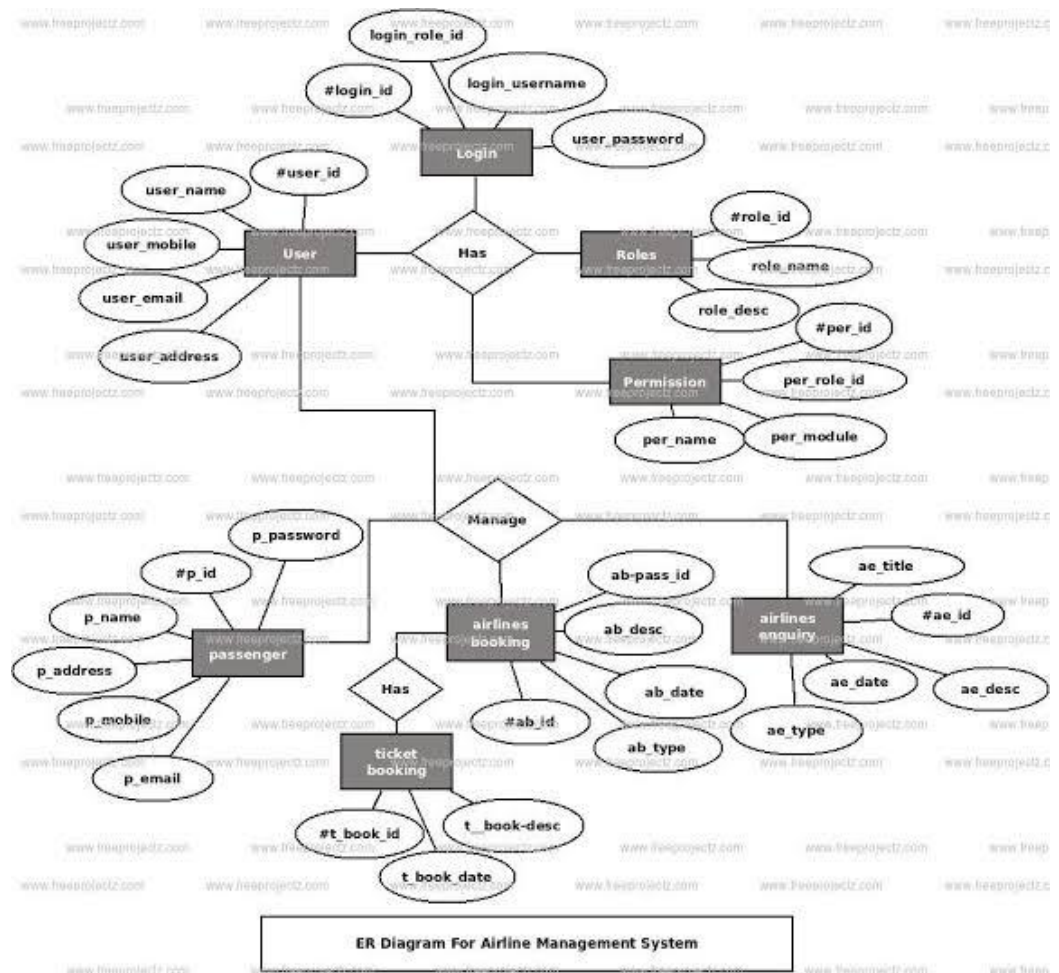 www.freeprojectz.com
login_role_id
login_username
#login_id
user_password
Login
#user_id
user_name
#role_id
user_mobile
User
Has
Roles
role_name
user_email
role_desc
#per_id
user_address
Permission
per_role_id
per_name
per_module
Manage
p_password
ab-pass_id
ae_title
#p_id
p_name
airlines
booking
airlines
enquiry
#ae_id
ab_desc
passenger
p_address
Has
ab_date
ae_date
ae_desc
p_mobile
#ab_id
ae_type
ab_type
p_email
ticket
booking
#t_book_id
t__book-desc
t_book_date
ER Diagram For Airline Management System